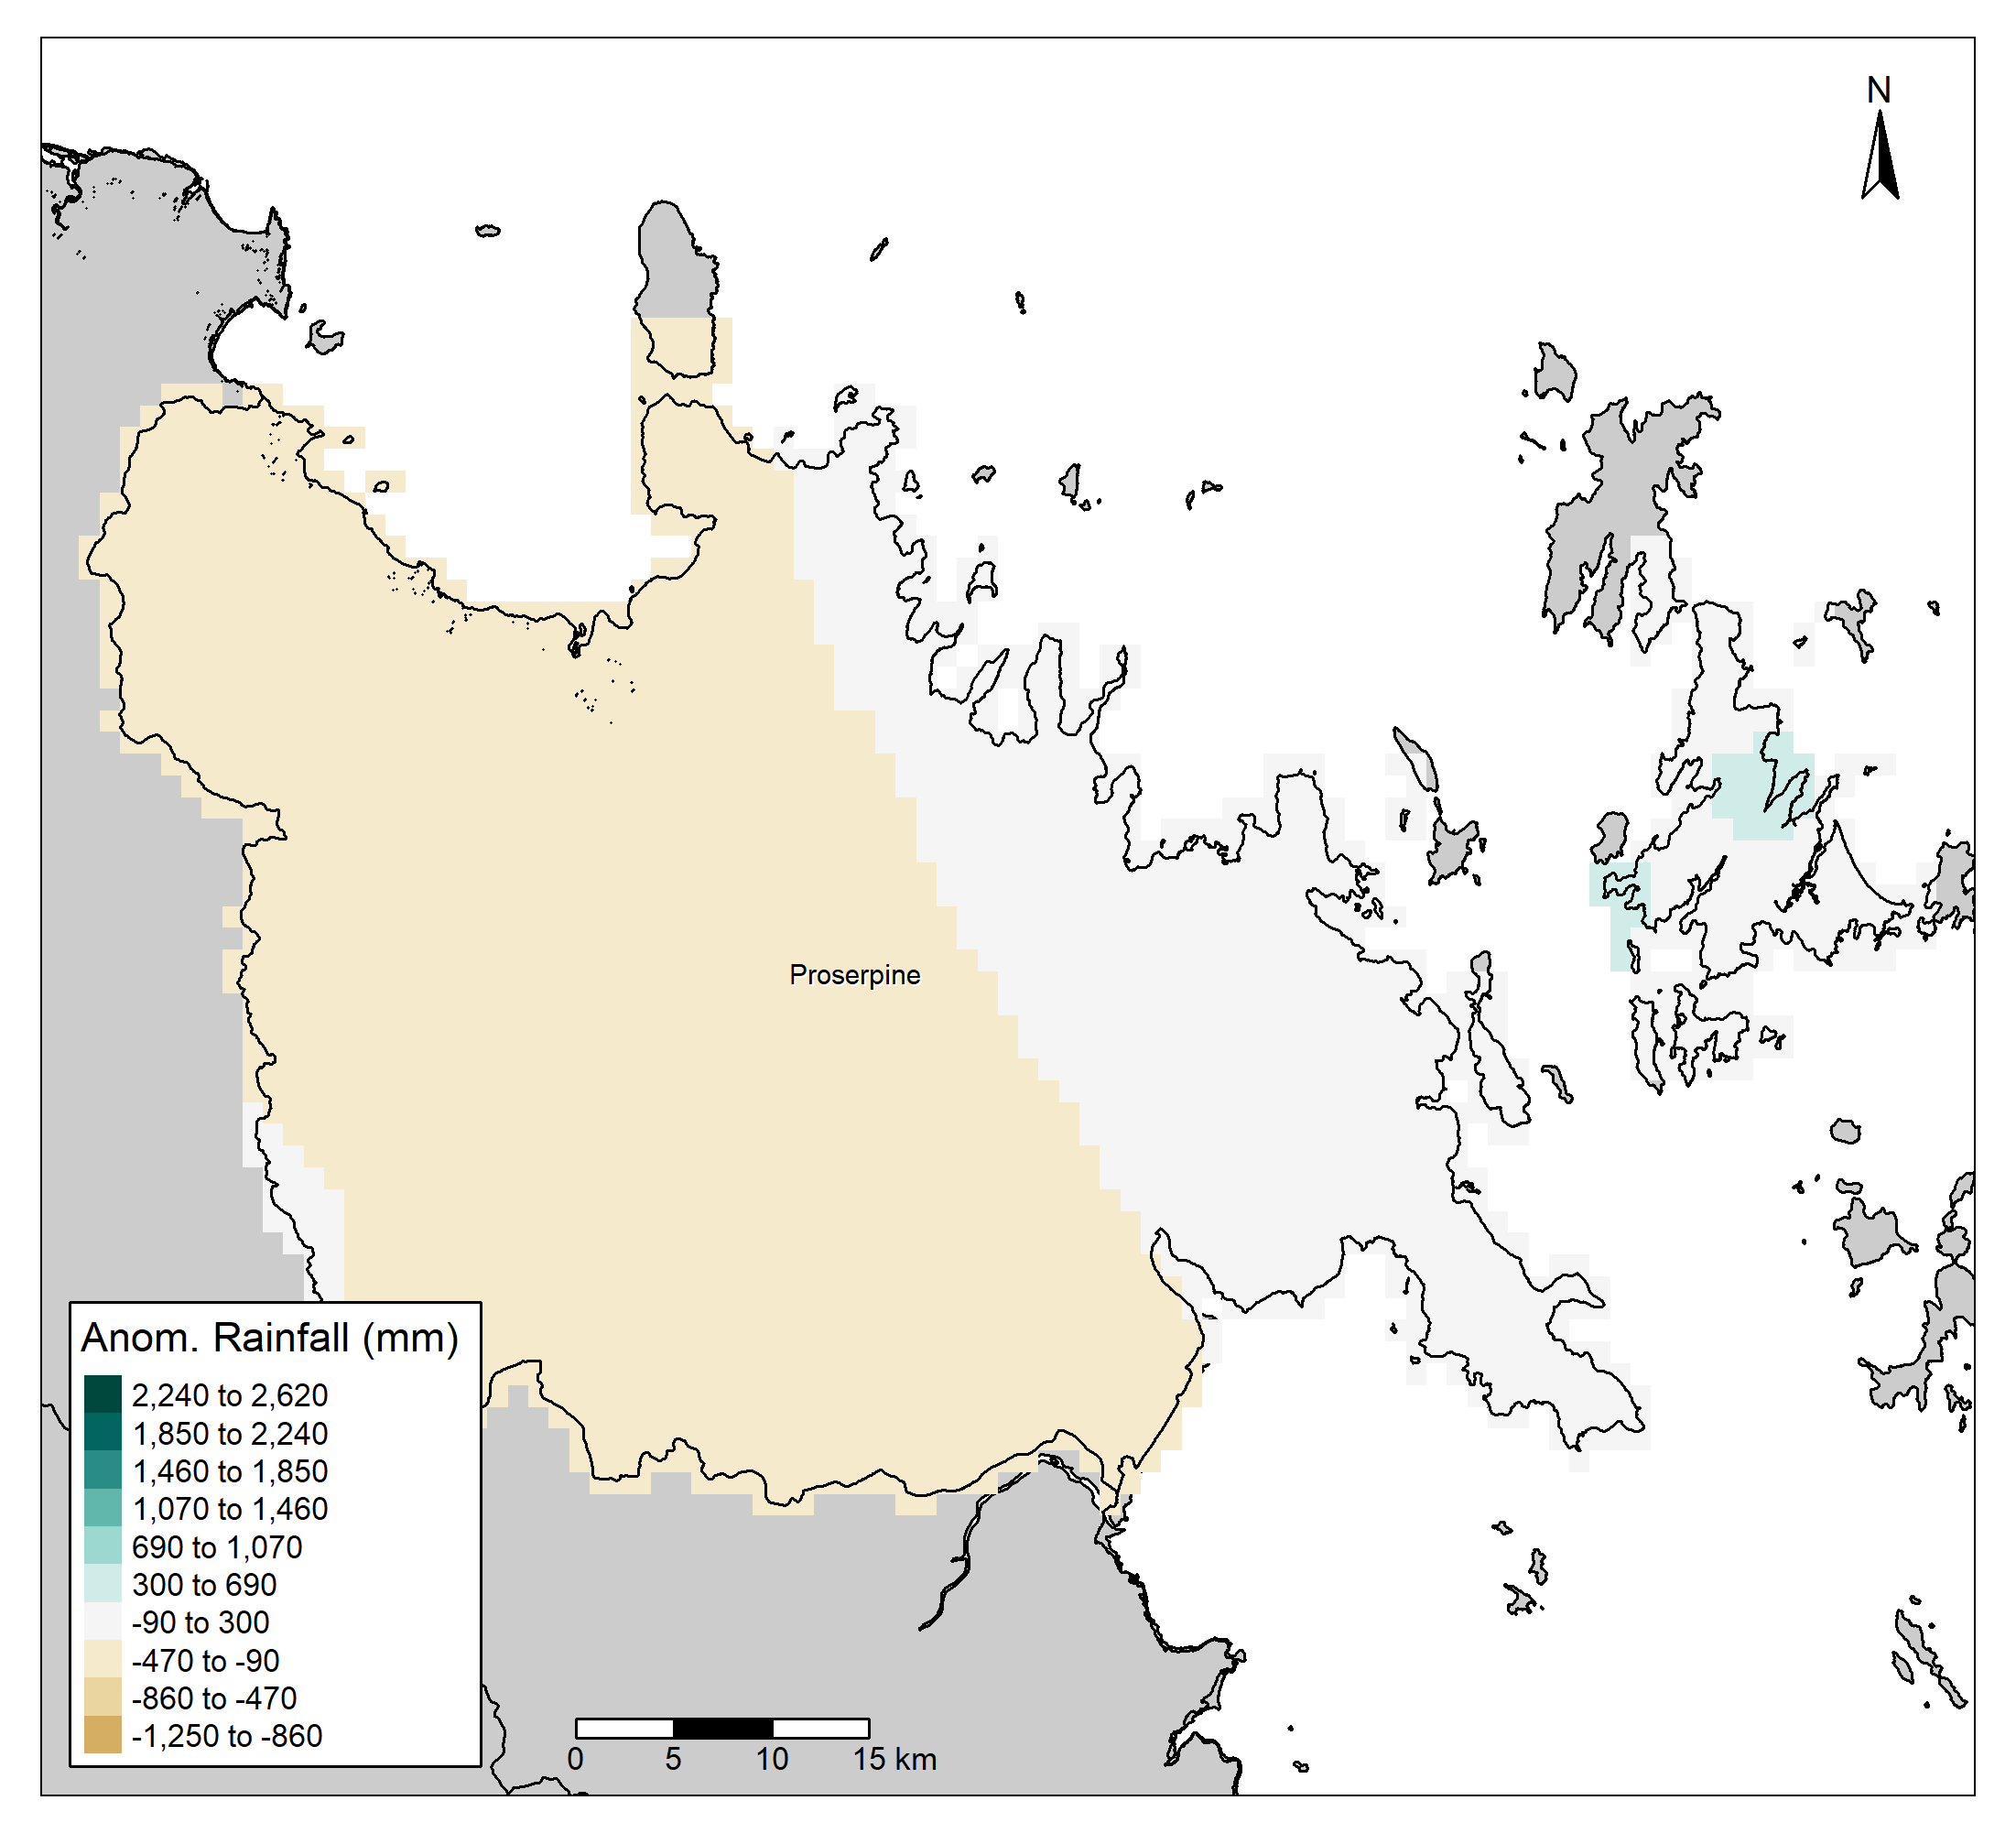 N
Proserpine
Anom. Rainfall (mm)
2,240 to 2,620
1,850 to 2,240
1,460 to 1,850
1,070 to 1,460
690 to 1,070
300 to 690
-90 to 300
-470 to -90
-860 to -470
-1,250 to -860
0 5 10 15 km